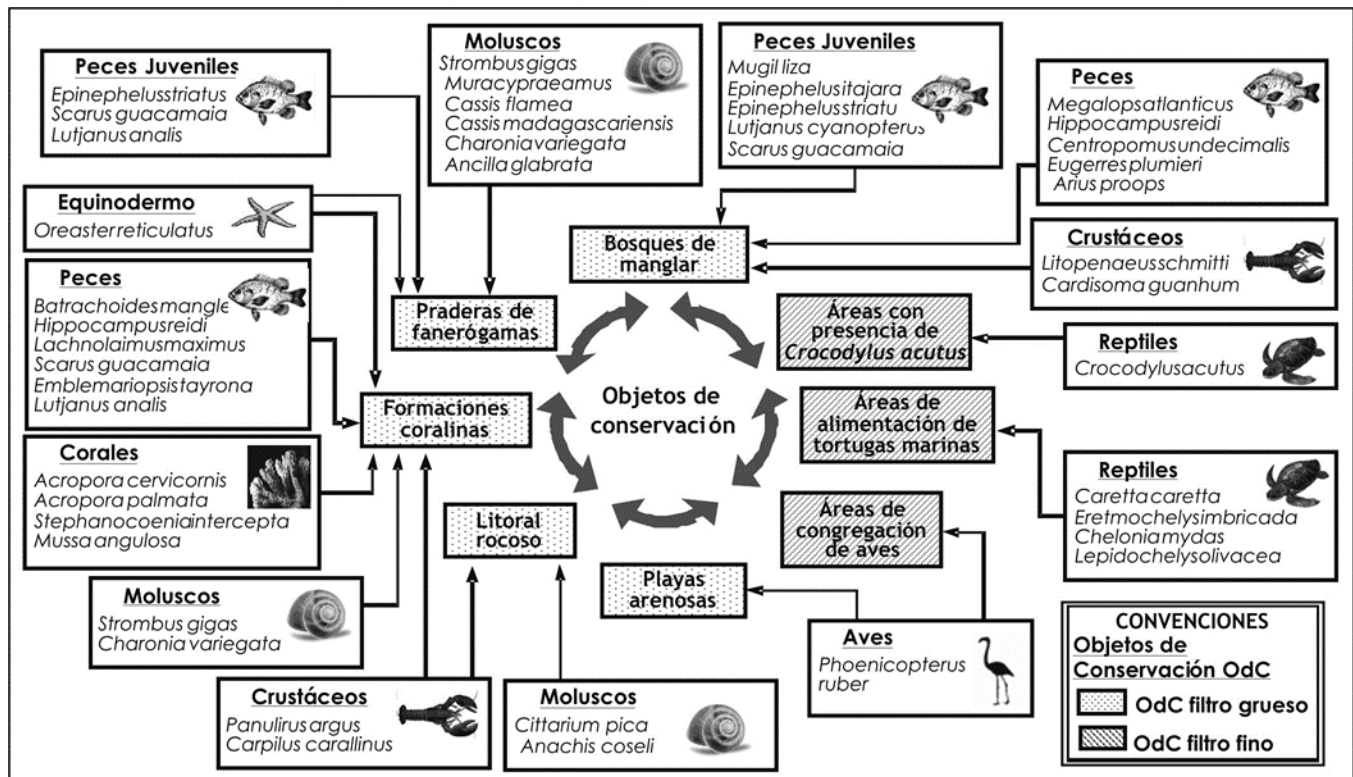 Peces Juveniles
Epinephelusstriatus
Scarus guacamaia
Lutjanus analis
Moluscos
Strombus gigas
Muracypraeamus
Cassis flamea
Cassis madagascariensis
Charoniavariegata
Ancilla glabrata
Peces Juveniles
Mugil liza
Epinephelusitajara
Epinephelusstriatu
Lutjanus cyanopterus
Scarus guacamaia
Peces
Megalopsatlanticus
Hippocampusreidi
Centropomusundecimalis
Eugerres plumieri
Arius proops
Equinodermo
Oreasterreticulatus
Crustáceos
Litopenaeusschmitti
Cardisoma guanhum
Bosques de
manglar
Peces
Batrachoidesmangle
Hippocampusreidi
Lachnolaimusmaximus
Scarus guacamaia
Emblemariopsistayrona
Lutjanus analis
Praderas de
fanerógamas
Áreas con
presencia de
Crocodylus acutus
Reptiles
Crocodylusacutus
Formaciones
coralinas
Objetos de
conservación
Áreas de
alimentación de
tortugas marinas
Corales
Acropora cervicornis
Acropora palmata
Stephanocoeniaintercepta
Mussa angulosa
Reptiles
Caretta caretta
Eretmochelysimbricada
Cheloniamydas
Lepidochelysolivacea
Litoral
rocoso
Áreas de
congregación
de aves
Playas
arenosas
Moluscos
Strombus gigas
Charonia variegata
Aves
Phoenicopterus
ruber
Crustáceos
Panulirus argus
Carpilus carallinus
Moluscos
Cittarium pica
Anachis coseli
CONVENCIONES
Objetos de
Conservación OdC
OdC filtro grueso
OdC filtro fino